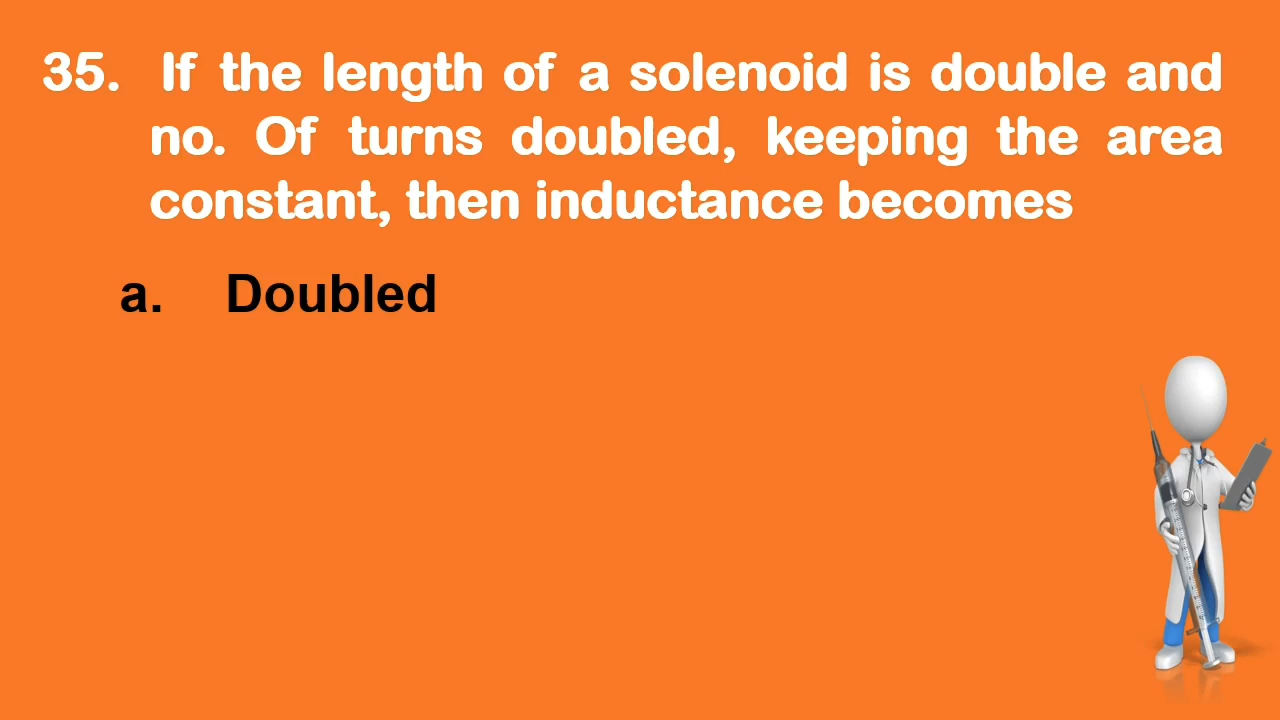 35. If the length of a solenoid is double and
no. Of turns doubled, keeping the area
constant, then inductance becomes
a. Doubled